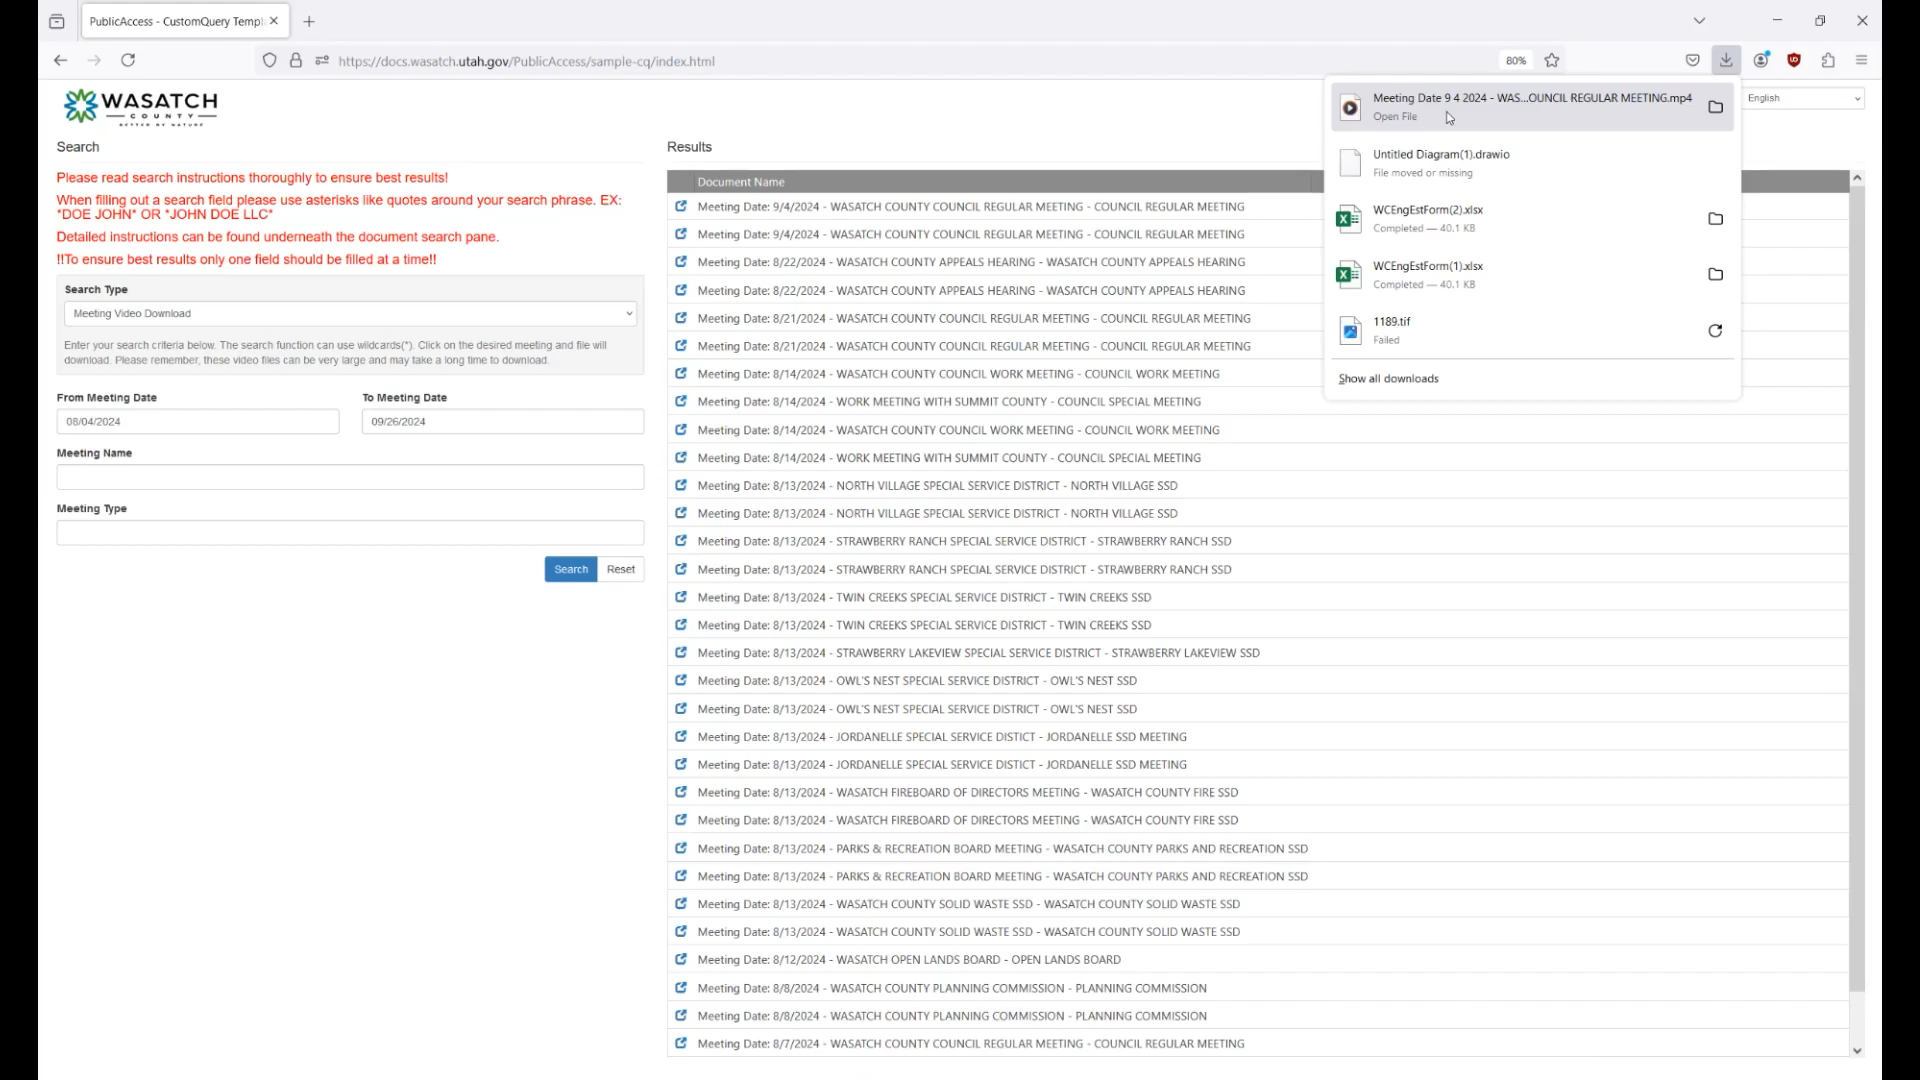 PublicAccess - CustomQuery Templ
https://docs.wasatch.utah.gov/PublicAccess/sample-cq/index.html
80%
WASATCH
COUNTY
BETTER BY NATURE
English
Search
Please read search instructions thoroughly to ensure best results!
When filling out a search field please use asterisks like quotes around your search phrase. EX:
*DOE JOHN* OR *JOHN DOE LLC*
Detailed instructions can be found underneath the document search pane.
!!To ensure best results only one field should be filled at a time!!
Search Type
Meeting Video Download
Enter your search criteria below. The search function can use wildcards(*). Click on the desired meeting and file will
download. Please remember, these video files can be very large and may take a long time to download.
From Meeting Date
To Meeting Date
08/04/2024
09/26/2024
Meeting Name
Meeting Type
Search
Reset
Results
Document Name
Meeting Date: 9/4/2024 - WASATCH COUNTY COUNCIL REGULAR MEETING - COUNCIL REGULAR MEETING
Meeting Date: 9/4/2024 - WASATCH COUNTY COUNCIL REGULAR MEETING - COUNCIL REGULAR MEETING
Meeting Date: 8/22/2024 - WASATCH COUNTY APPEALS HEARING - WASATCH COUNTY APPEALS HEARING
Meeting Date: 8/22/2024 - WASATCH COUNTY APPEALS HEARING - WASATCH COUNTY APPEALS HEARING
Meeting Date: 8/21/2024 - WASATCH COUNTY COUNCIL REGULAR MEETING - COUNCIL REGULAR MEETING
Meeting Date: 8/21/2024 - WASATCH COUNTY COUNCIL REGULAR MEETING - COUNCIL REGULAR MEETING
Meeting Date: 8/14/2024 - WASATCH COUNTY COUNCIL WORK MEETING - COUNCIL WORK MEETING
Meeting Date: 8/14/2024 - WORK MEETING WITH SUMMIT COUNTY - COUNCIL SPECIAL MEETING
Meeting Date: 8/14/2024 - WASATCH COUNTY COUNCIL WORK MEETING - COUNCIL WORK MEETING
Meeting Date: 8/14/2024 - WORK MEETING WITH SUMMIT COUNTY - COUNCIL SPECIAL MEETING
Meeting Date: 8/13/2024 - NORTH VILLAGE SPECIAL SERVICE DISTRICT - NORTH VILLAGE SSD
Meeting Date: 8/13/2024 - NORTH VILLAGE SPECIAL SERVICE DISTRICT - NORTH VILLAGE SSD
Meeting Date: 8/13/2024 - STRAWBERRY RANCH SPECIAL SERVICE DISTRICT - STRAWBERRY RANCH SSD
Meeting Date: 8/13/2024 - STRAWBERRY RANCH SPECIAL SERVICE DISTRICT - STRAWBERRY RANCH SSD
Meeting Date: 8/13/2024 - TWIN CREEKS SPECIAL SERVICE DISTRICT - TWIN CREEKS SSD
Meeting Date: 8/13/2024 - TWIN CREEKS SPECIAL SERVICE DISTRICT - TWIN CREEKS SSD
Meeting Date: 8/13/2024 - STRAWBERRY LAKEVIEW SPECIAL SERVICE DISTRICT - STRAWBERRY LAKEVIEW SSD
Meeting Date: 8/13/2024 - OWL'S NEST SPECIAL SERVICE DISTRICT - OWL'S NEST SSD
Meeting Date: 8/13/2024 - OWL'S NEST SPECIAL SERVICE DISTRICT - OWL'S NEST SSD
Meeting Date: 8/13/2024 - JORDANELLE SPECIAL SERVICE DISTICT - JORDANELLE SSD MEETING
Meeting Date: 8/13/2024 - JORDANELLE SPECIAL SERVICE DISTICT - JORDANELLE SSD MEETING
Meeting Date: 8/13/2024 - WASATCH FIREBOARD OF DIRECTORS MEETING - WASATCH COUNTY FIRE SSD
Meeting Date: 8/13/2024 - WASATCH FIREBOARD OF DIRECTORS MEETING - WASATCH COUNTY FIRE SSD
Meeting Date: 8/13/2024 - PARKS & RECREATION BOARD MEETING - WASATCH COUNTY PARKS AND RECREATION SSD
Meeting Date: 8/13/2024 - PARKS & RECREATION BOARD MEETING - WASATCH COUNTY PARKS AND RECREATION SSD
Meeting Date: 8/13/2024 - WASATCH COUNTY SOLID WASTE SSD - WASATCH COUNTY SOLID WASTE SSD
Meeting Date: 8/13/2024 - WASATCH COUNTY SOLID WASTE SSD - WASATCH COUNTY SOLID WASTE SSD
Meeting Date: 8/12/2024 - WASATCH OPEN LANDS BOARD - OPEN LANDS BOARD
Meeting Date: 8/8/2024 - WASATCH COUNTY PLANNING COMMISSION - PLANNING COMMISSION
Meeting Date: 8/8/2024 - WASATCH COUNTY PLANNING COMMISSION - PLANNING COMMISSION
Meeting Date: 8/7/2024 - WASATCH COUNTY COUNCIL REGULAR MEETING - COUNCIL REGULAR MEETING
Meeting Date 9 4 2024 - WAS...OUNCIL REGULAR MEETING.mp4
Open File
Untitled Diagram(1).drawio
File moved or missing
WCEngEstForm(2).xlsx
Completed — 40.1 KB
WCEngEstForm(1).xlsx
Completed — 40.1 KB
1189.tif
Failed
Show all downloads